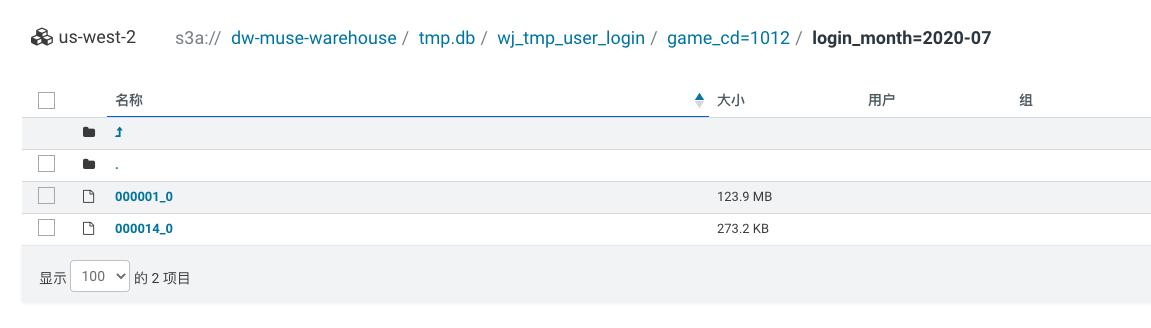 us-west-2 s3a:// dw-muse-warehouse / tmp.db / wj_tmp_user_login / game_cd=1012 / login_month=2020-07
名称 大小 用户 组
.
000001_0 123.9 MB
000014_0 273.2 KB
显示 100 的 2 项目